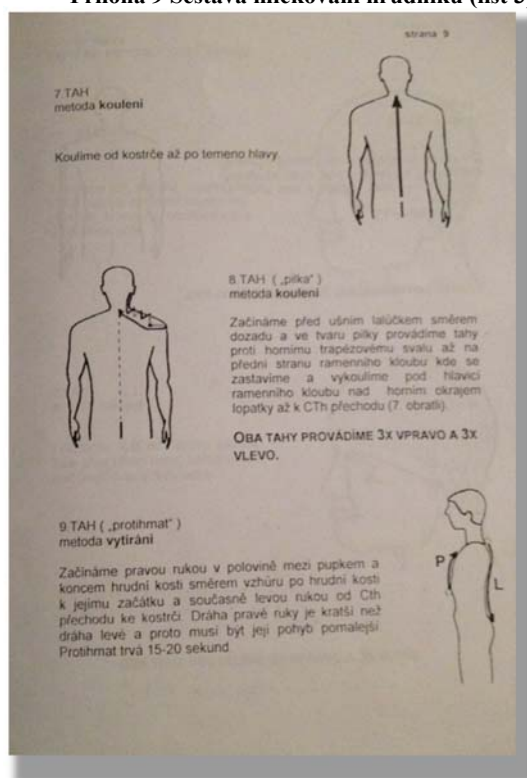 Příloha 9 Sestava míčkování hrudníku (list 3)
strana 9
7.TAH
metoda koulení
Koulíme od kostrče až po temeno hlavy.
8.TAH ( „pilka" )
metoda koulení
Začínáme před ušním lalůčkem směrem
dozadu a ve tvaru pilky provádíme tahy
proti hornímu trapézovému svalu až na
přední stranu ramenního kloubu kde se
zastavíme a vykoulíme pod hlavicí
ramenního kloubu nad horním okrajem
lopatky až k CTh přechodu (7. obratli).
OBA TAHY PROVÁDÍME 3X VPRAVO A 3X
VLEVO.
9.TAH ( „protihmat" )
metoda vytírání
Začínáme pravou rukou v polovině mezi pupkem a
koncem hrudní kosti směrem vzhůru po hrudní kosti
k jejímu začátku a současně levou rukou od Cth
přechodu ke kostrči. Dráha pravé ruky je kratší než
dráha levé a proto musí být její pohyb pomalejší.
Protihmat trvá 15-20 sekund.
P
L